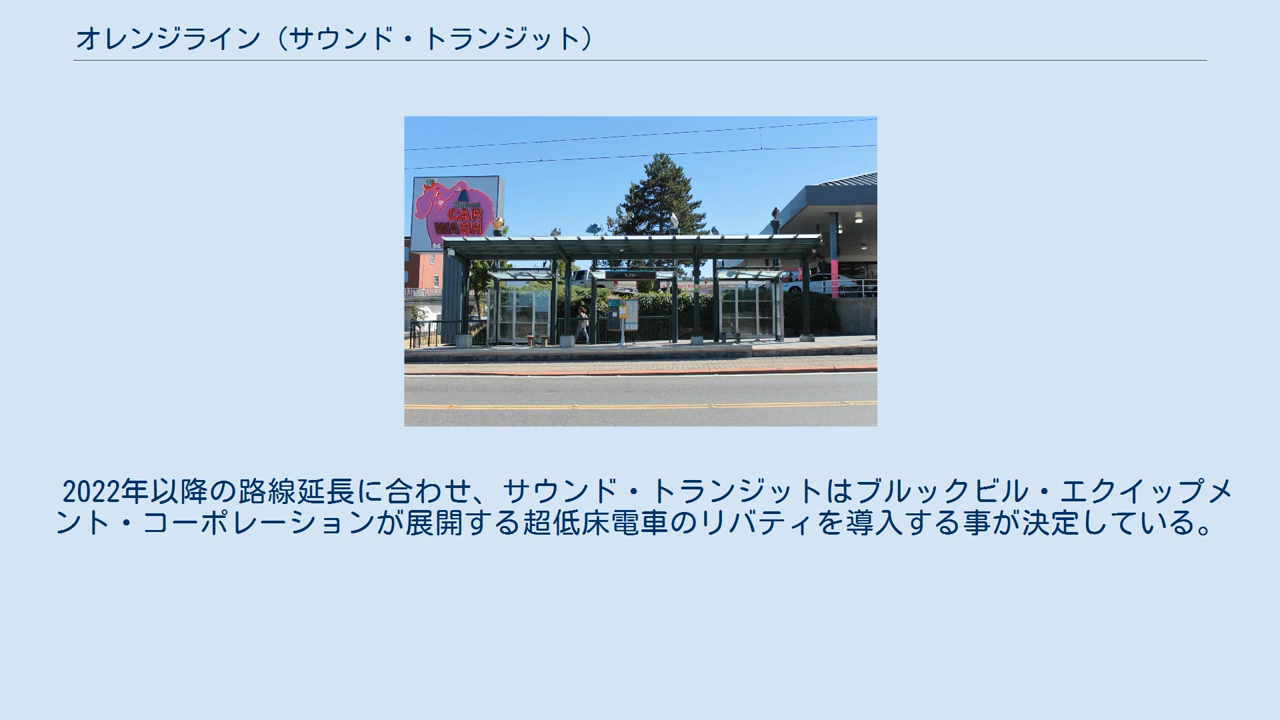 オレンジライン（サウンド・トランジット）
CAR
WASH
2022年以降の路線延長に合わせ、サウンド・トランジットはブルックビル・エクイップメ
ント・コーポレーションが展開する超低床電車のリバティを導入する事が決定している。